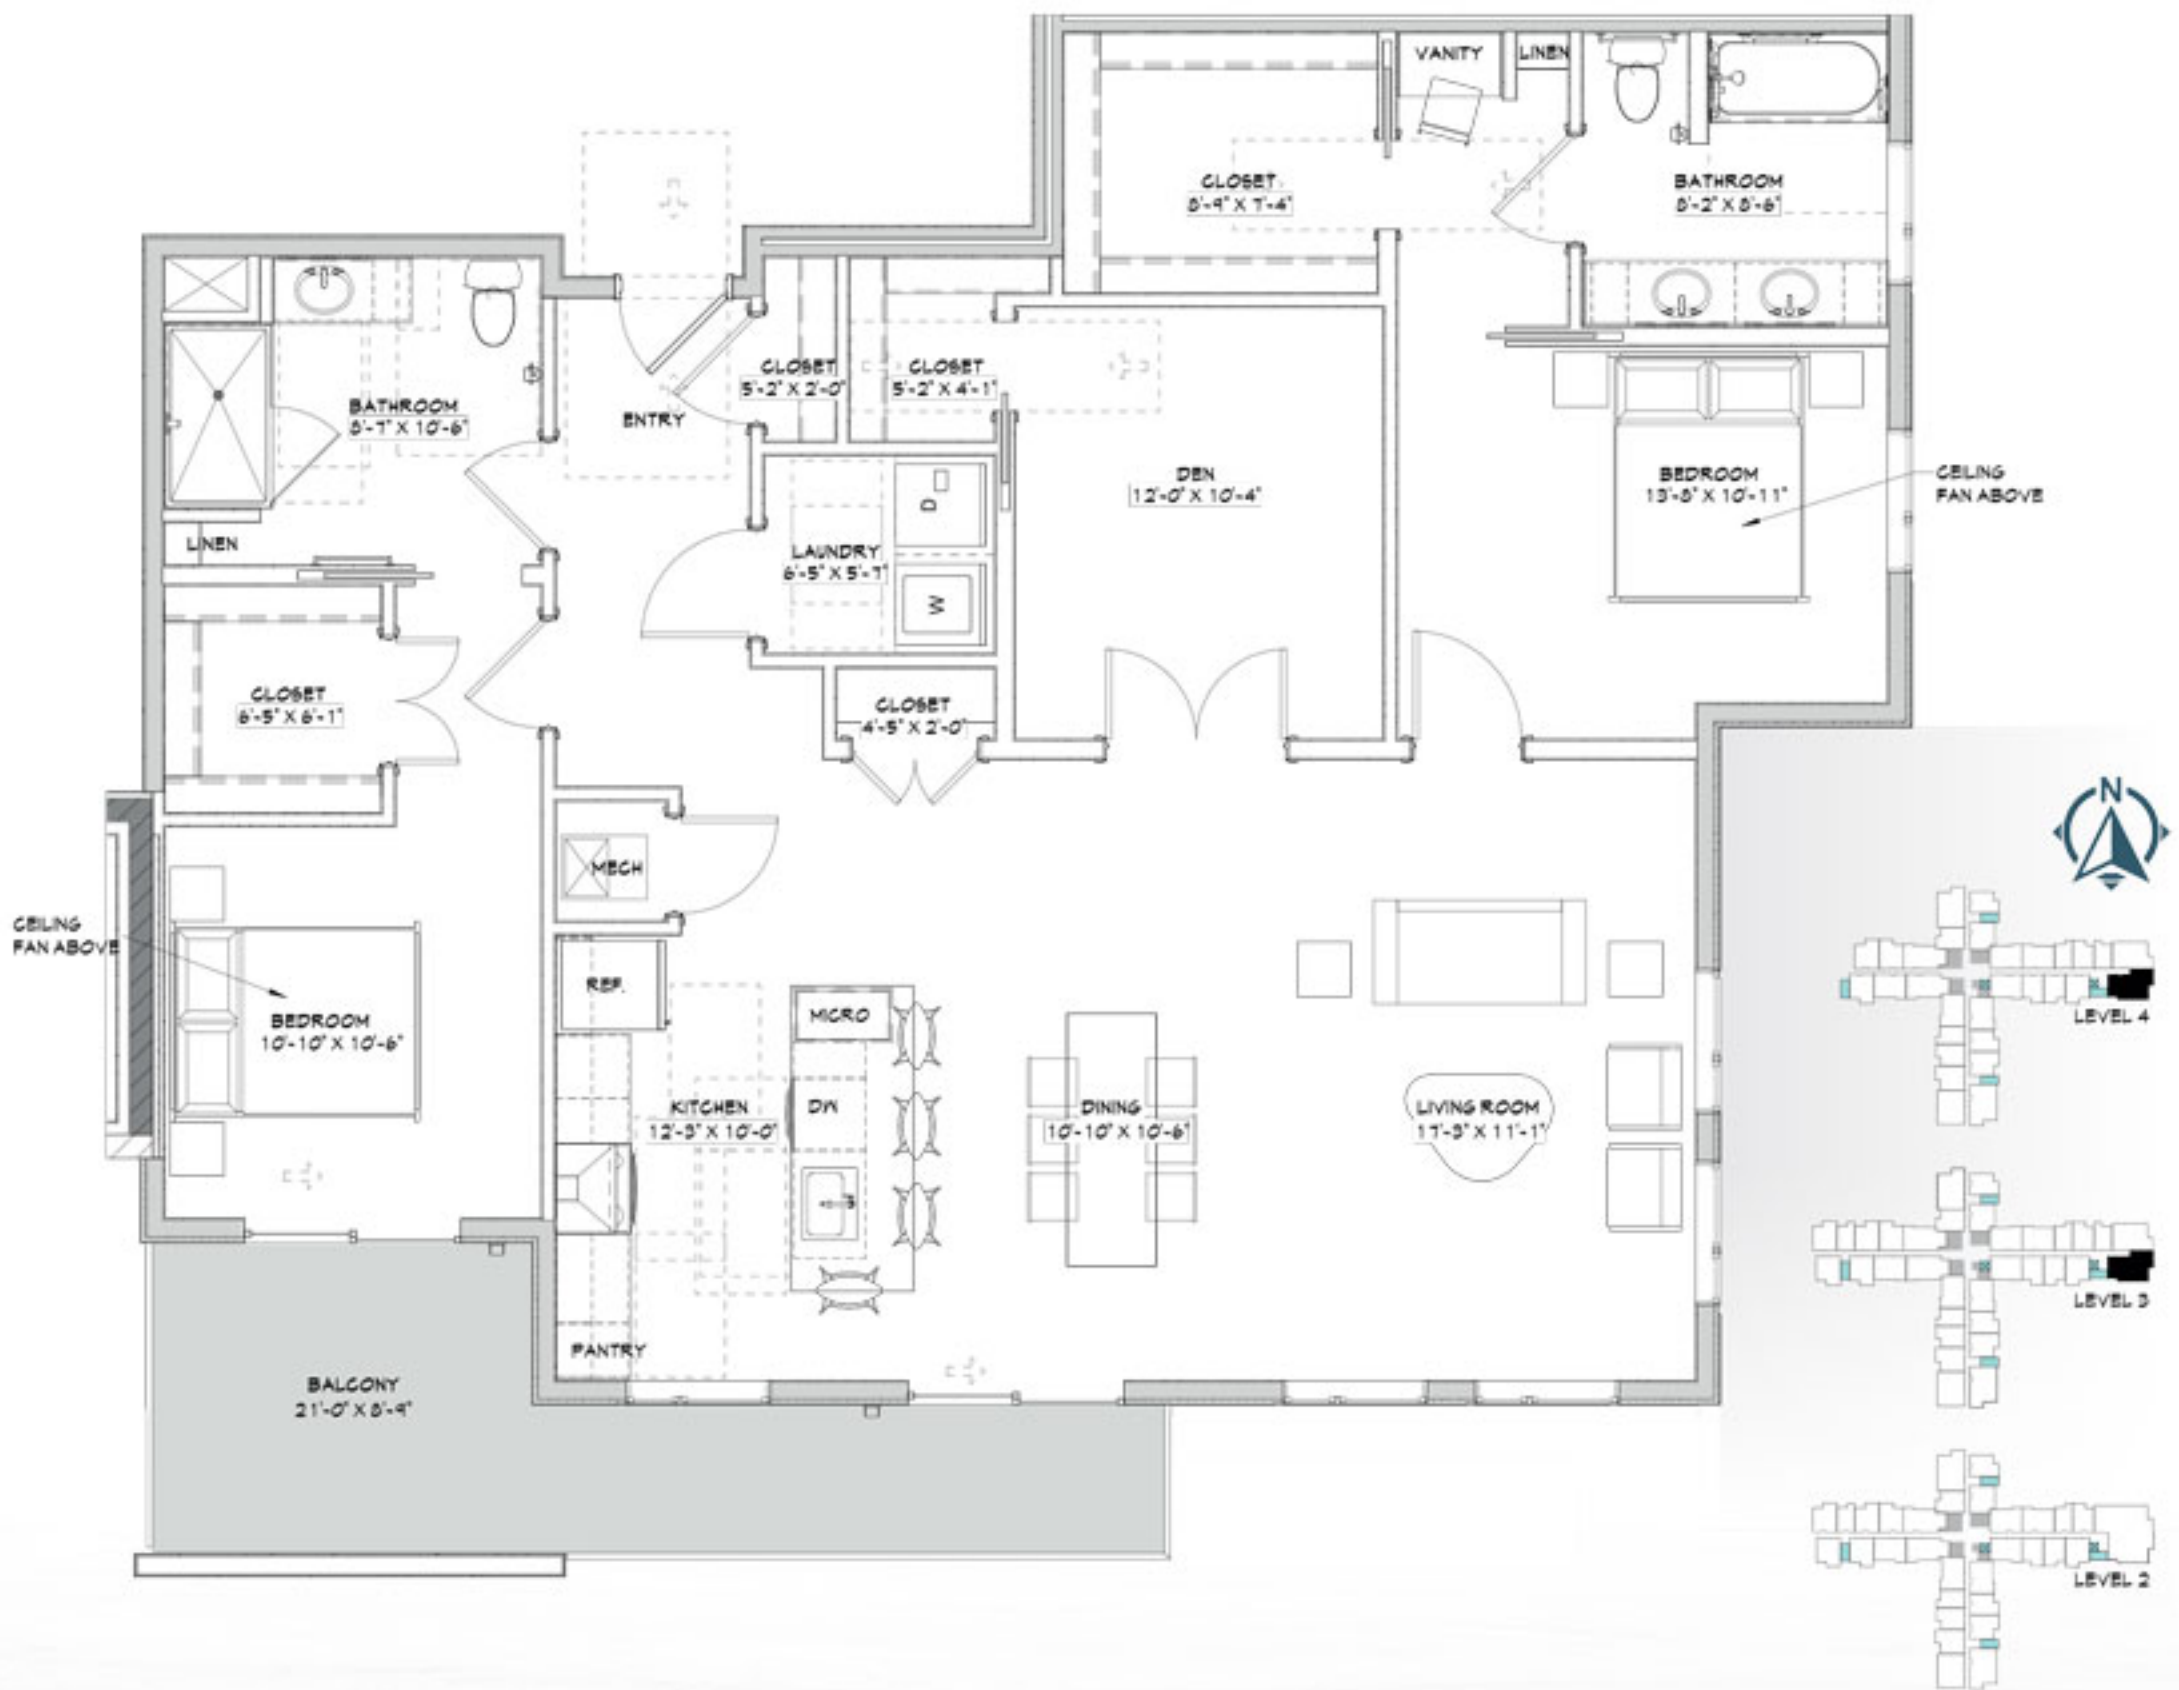 VANITY
LINEN
CLOSET
8'-9" X 7'-4"
BATHROOM
8'-2" X 8'-6"
CLOSET
5'-2" X 2'-0"
CLOSET
5'-2" X 4'-1"
BATHROOM
8'-7" X 10'-6"
ENTRY
DEN
12'-0" X 10'-4"
BEDROOM
13'-8" X 10'-11"
CEILING
FAN ABOVE
D
LINEN
LAUNDRY
6'-5" X 5'-7"
W
CLOSET
6'-5" X 6'-1"
CLOSET
4'-5" X 2'-0"
N
MECH
CEILING
FAN ABOVE
REF.
MICRO
BEDROOM
10'-10" X 10'-6"
LEVEL 4
KITCHEN
12'-3" X 10'-0"
DW
DINING
10'-10" X 10'-6"
LIVING ROOM
17'-3" X 11'-1"
LEVEL 3
PANTRY
BALCONY
21'-0" X 8'-9"
LEVEL 2